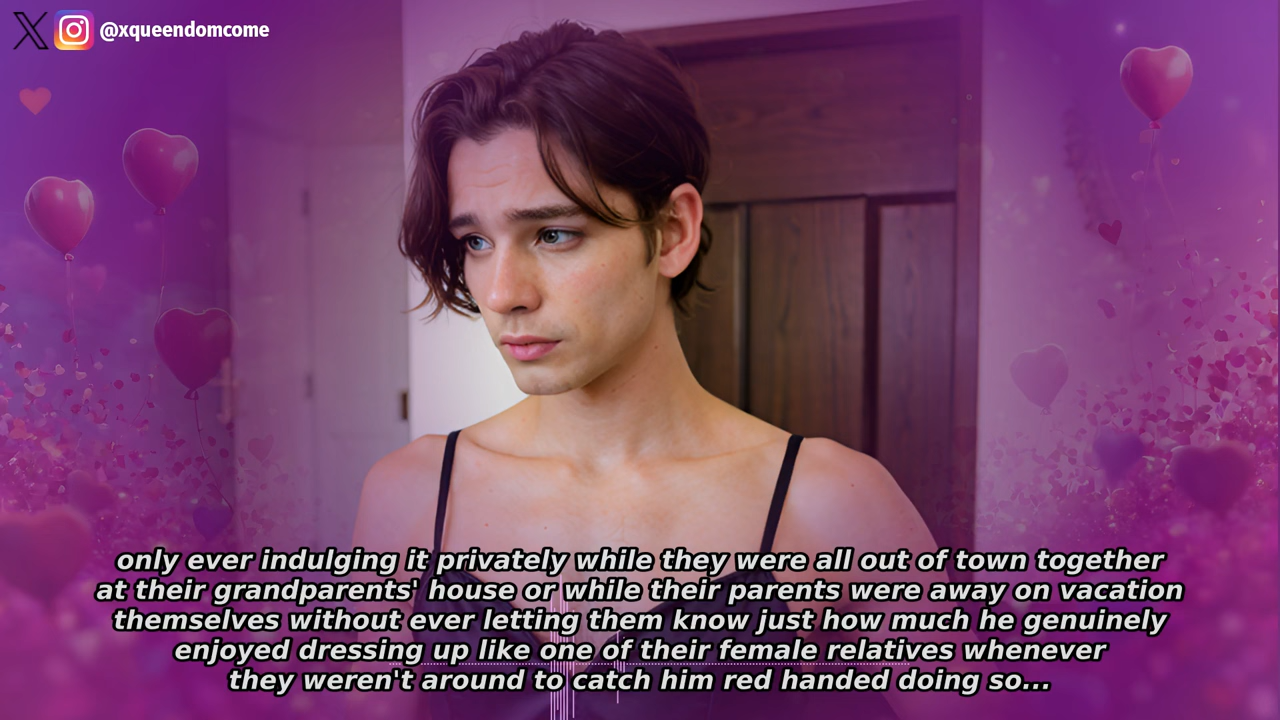 @xqueendomcome
only ever indulging it privately while they were all out of town together
at their grandparents' house or while their parents were away on vacation
themselves without ever letting them know just how much he genuinely
enjoyed dressing up like one of their female relatives whenever
they weren't around to catch him red handed doing so...